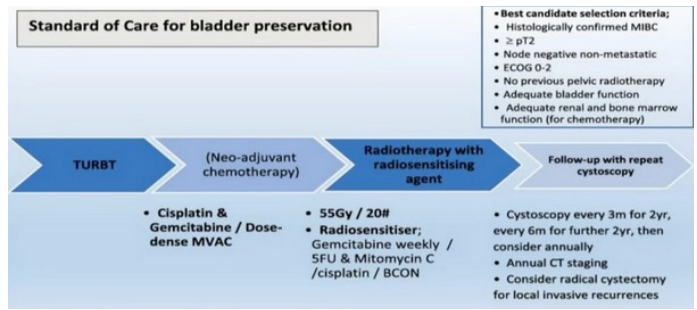 Standard of Care for bladder preservation
•Best candidate selection criteria;
• Histologically confirmed MIBC
• ≥ pT2
• Node negative non-metastatic
• ECOG 0-2
• No previous pelvic radiotherapy
• Adequate bladder function
• Adequate renal and bone marrow
function (for chemotherapy)
TURBT
(Neo-adjuvant
chemotherapy)
Radiotherapy with
radiosensitising
agent
Follow-up with repeat
cystoscopy
• Cisplatin &
Gemcitabine / Dose-
dense MVAC
• 55Gy / 20#
• Radiosensitiser;
Gemcitabine weekly /
5FU & Mitomycin C
/cisplatin / BCON
• Cystoscopy every 3m for 2yr,
every 6m for further 2yr, then
consider annually
• Annual CT staging
• Consider radical cystectomy
for local invasive recurrences